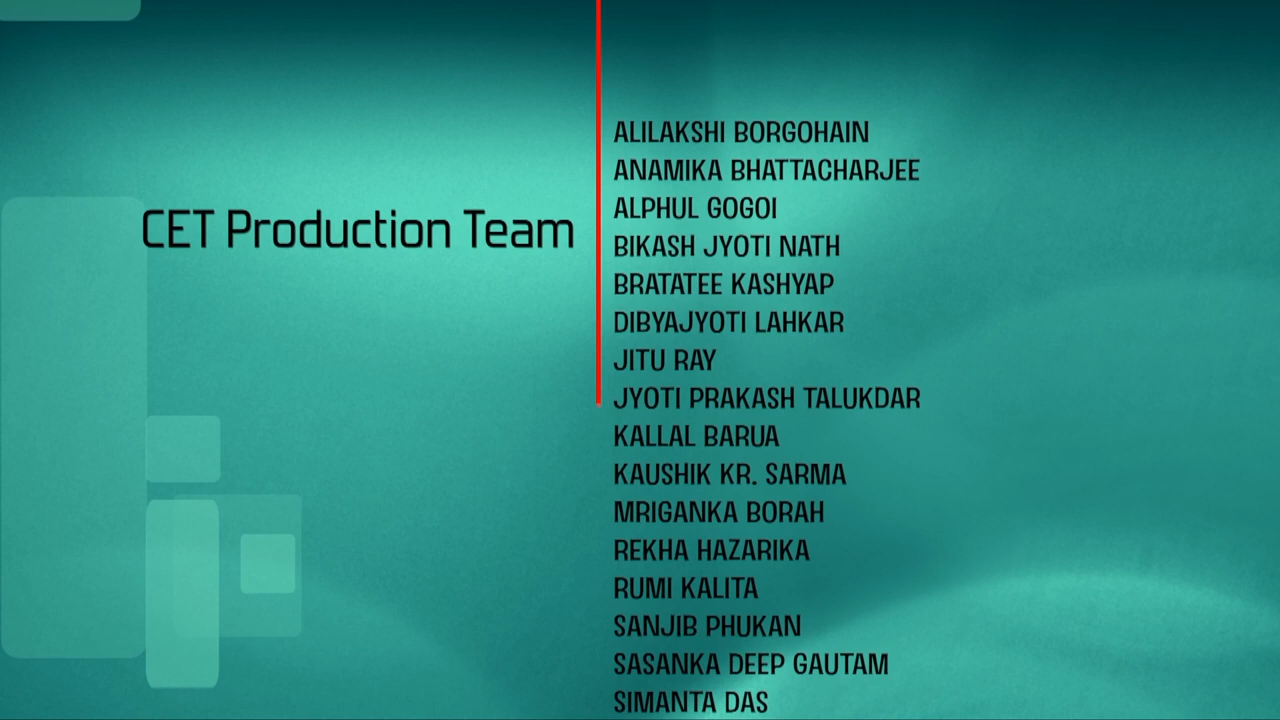 CET Production Team
ALILAKSHI BORGOHAIN
ANAMIKA BHATTACHARJEE
ALPHUL GOGOI
BIKASH JYOTI NATH
BRATATEE KASHYAP
DIBYAJYOTI LAHKAR
JITU RAY
JYOTI PRAKASH TALUKDAR
KALLAL BARUA
KAUSHIK KR. SARMA
MRIGANKA BORAH
REKHA HAZARIKA
RUMI KALITA
SANJIB PHUKAN
SASANKA DEEP GAUTAM
SIMANTA DAS